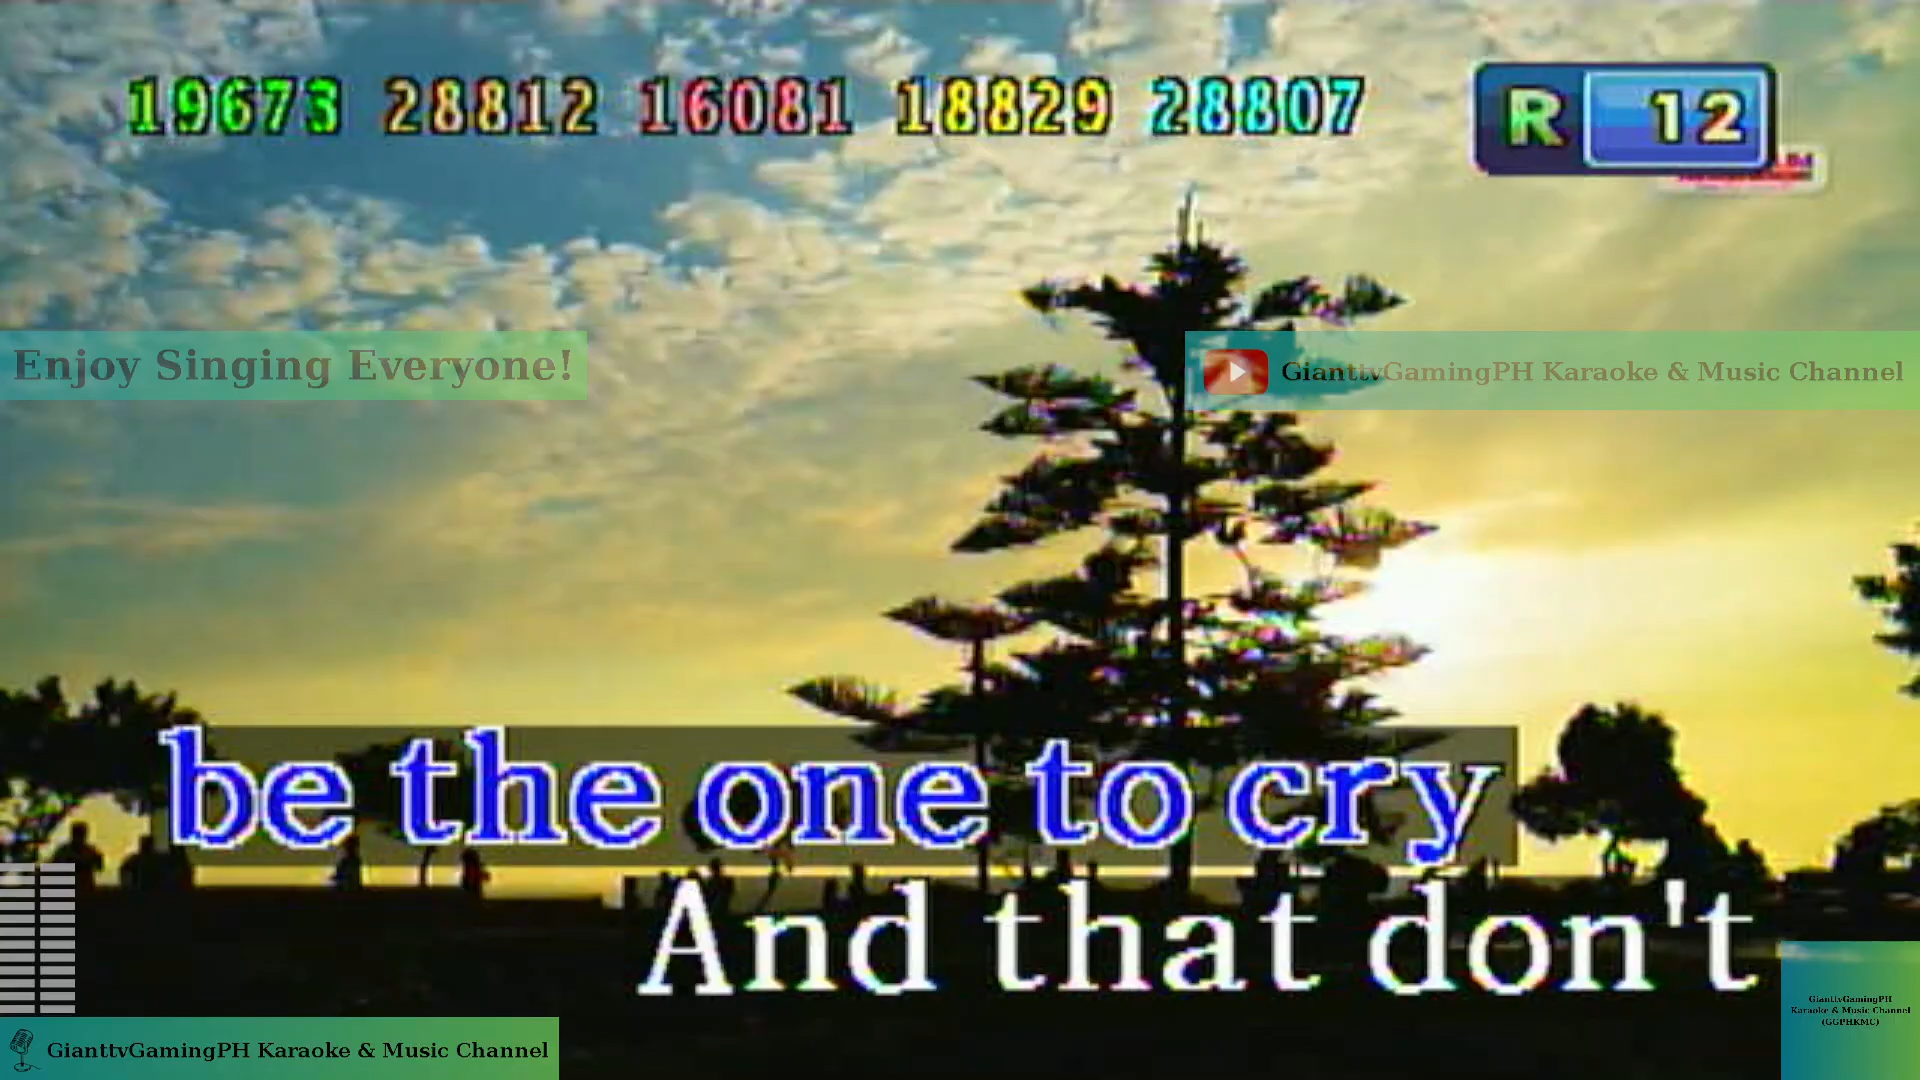 19673 28812 16081 18829 28807 R 12
Enjoy Singing Everyone!
GianttvGamingPH Karaoke & Music Channel
be the one to cry
And that don't
GianttvGamingPH
Karaoke & Music Channel
(GGPHKMC)
GianttvGamingPH Karaoke & Music Channel